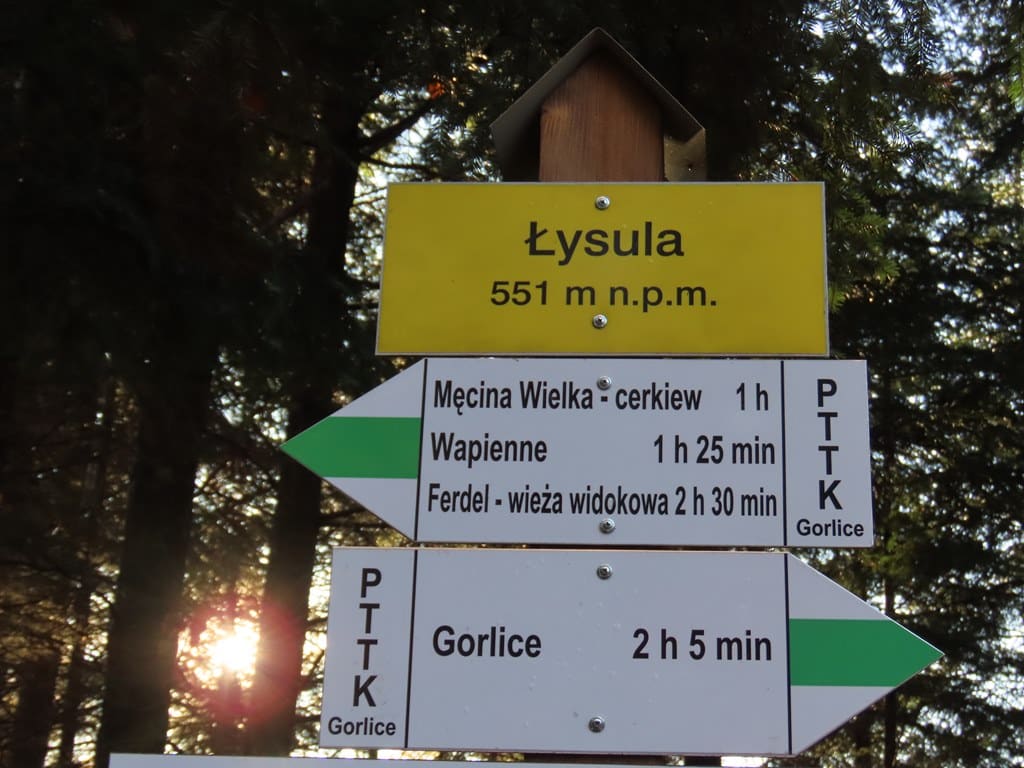 Łysula
551 m n.p.m.
Męcina Wielka - cerkiew 1 h
Wapienne 1 h 25 min
Ferdel - wieża widokowa 2 h 30 min
PTTK
Gorlice
PTTK
Gorlice
Gorlice 2 h 5 min